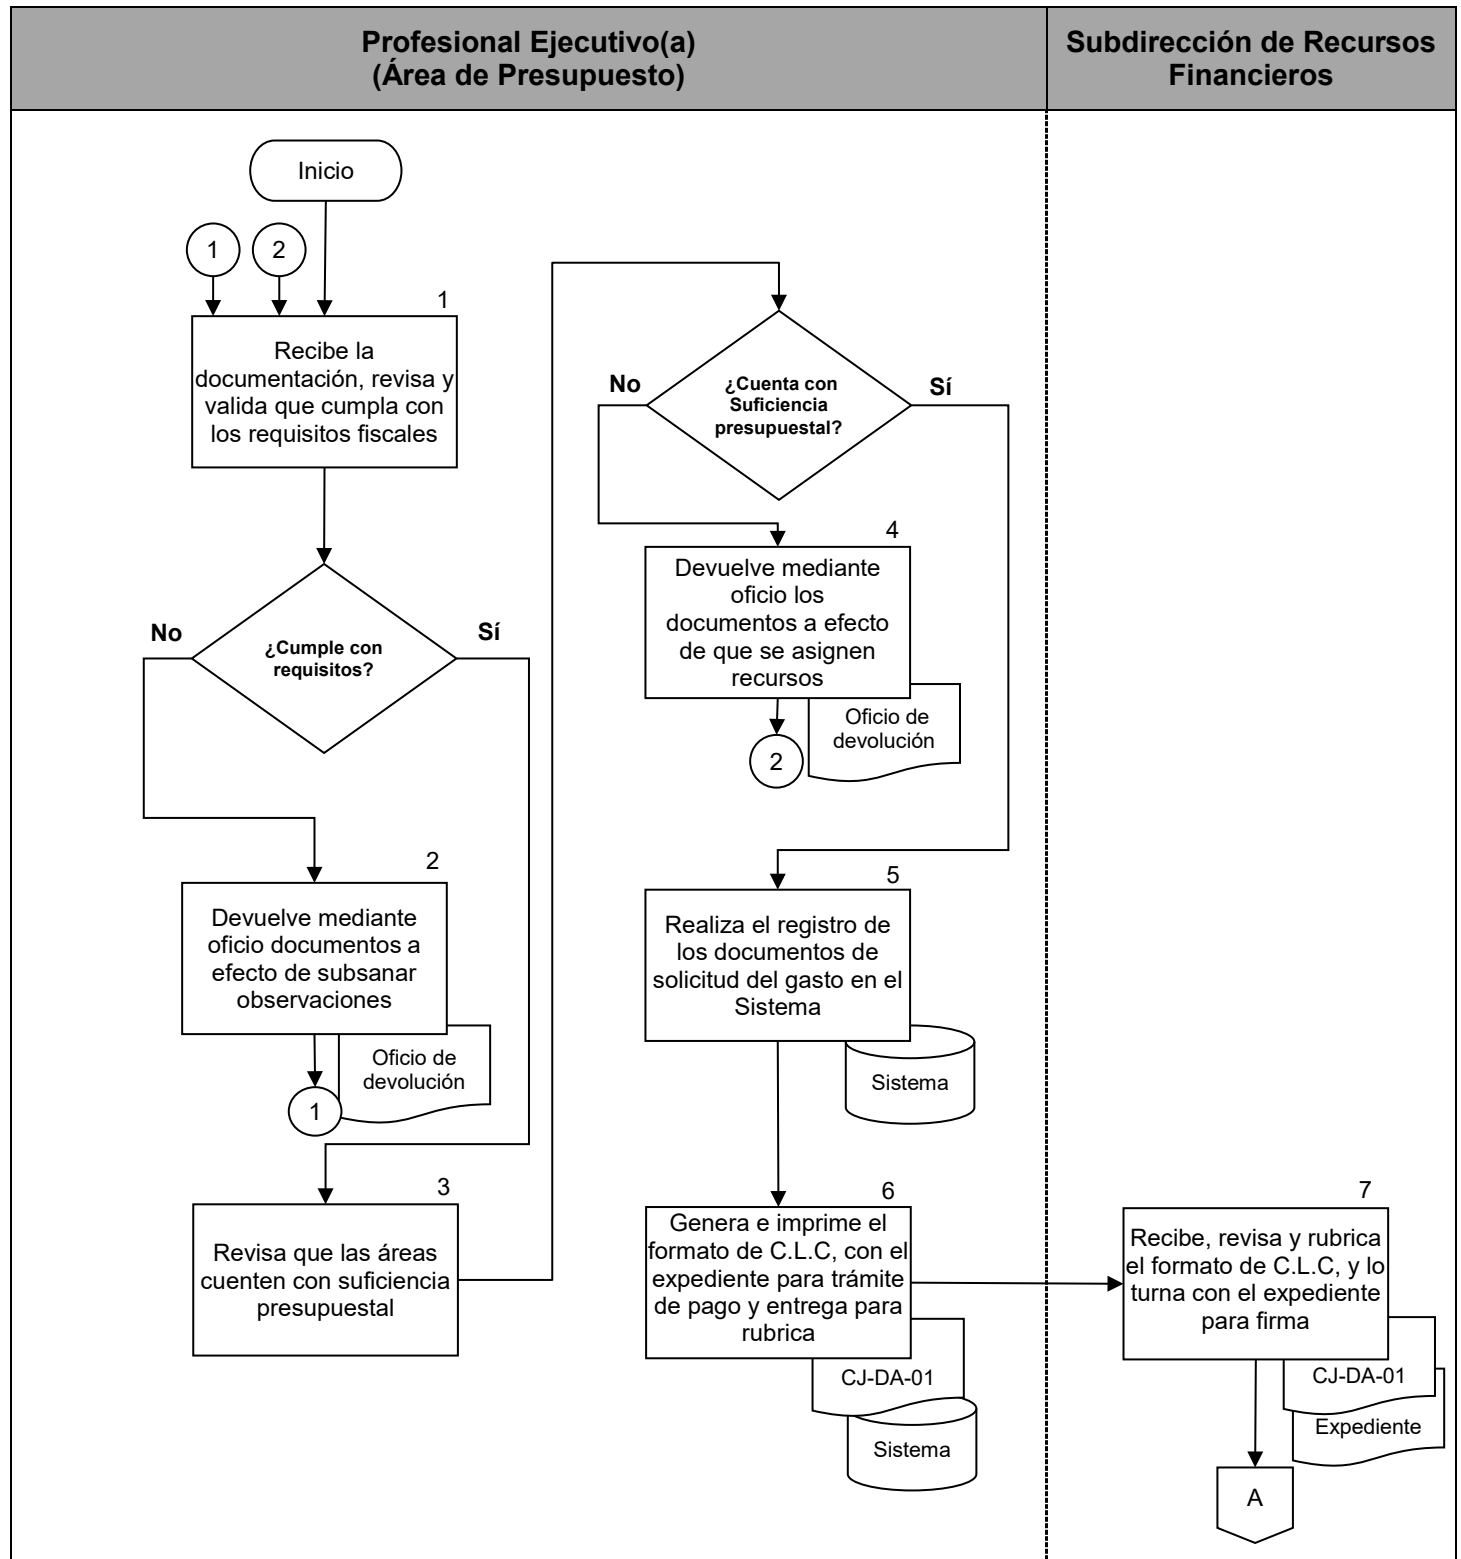 Profesional Ejecutivo(a)
(Área de Presupuesto)
Subdirección de Recursos
Financieros
Inicio
1
2
1
Recibe la
documentación, revisa y
valida que cumpla con
los requisitos fiscales
No
¿Cumple con
requisitos?
Sí
2
Devuelve mediante
oficio documentos a
efecto de subsanar
observaciones
Oficio de
devolución
1
3
Revisa que las áreas
cuenten con suficiencia
presupuestal
No
¿Cuenta con
Suficiencia
presupuestal?
Sí
4
Devuelve mediante
oficio los
documentos a efecto
de que se asignen
recursos
Oficio de
devolución
2
5
Realiza el registro de
los documentos de
solicitud del gasto en el
Sistema
Sistema
6
Genera e imprime el
formato de C.L.C, con el
expediente para trámite
de pago y entrega para
rubrica
CJ-DA-01
Sistema
7
Recibe, revisa y rubrica
el formato de C.L.C, y lo
turna con el expediente
para firma
CJ-DA-01
Expediente
A